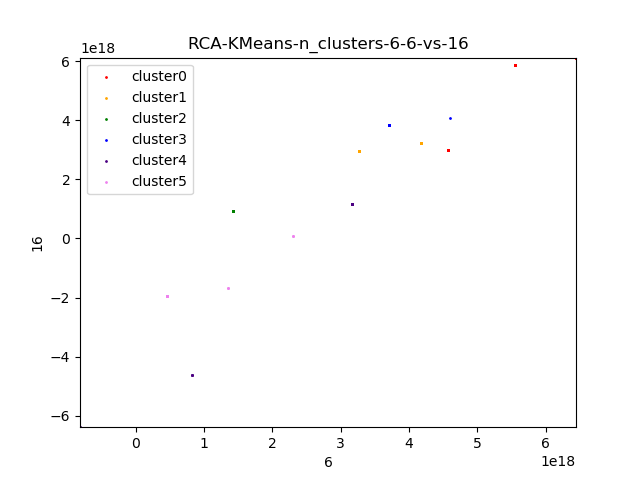 RCA-KMeans-n_clusters-6-6-vs-16
1e18
6
4
2
0
−2
−4
−6
16
cluster0
cluster1
cluster2
cluster3
cluster4
cluster5
0 1 2 3 4 5 6
1e18
6